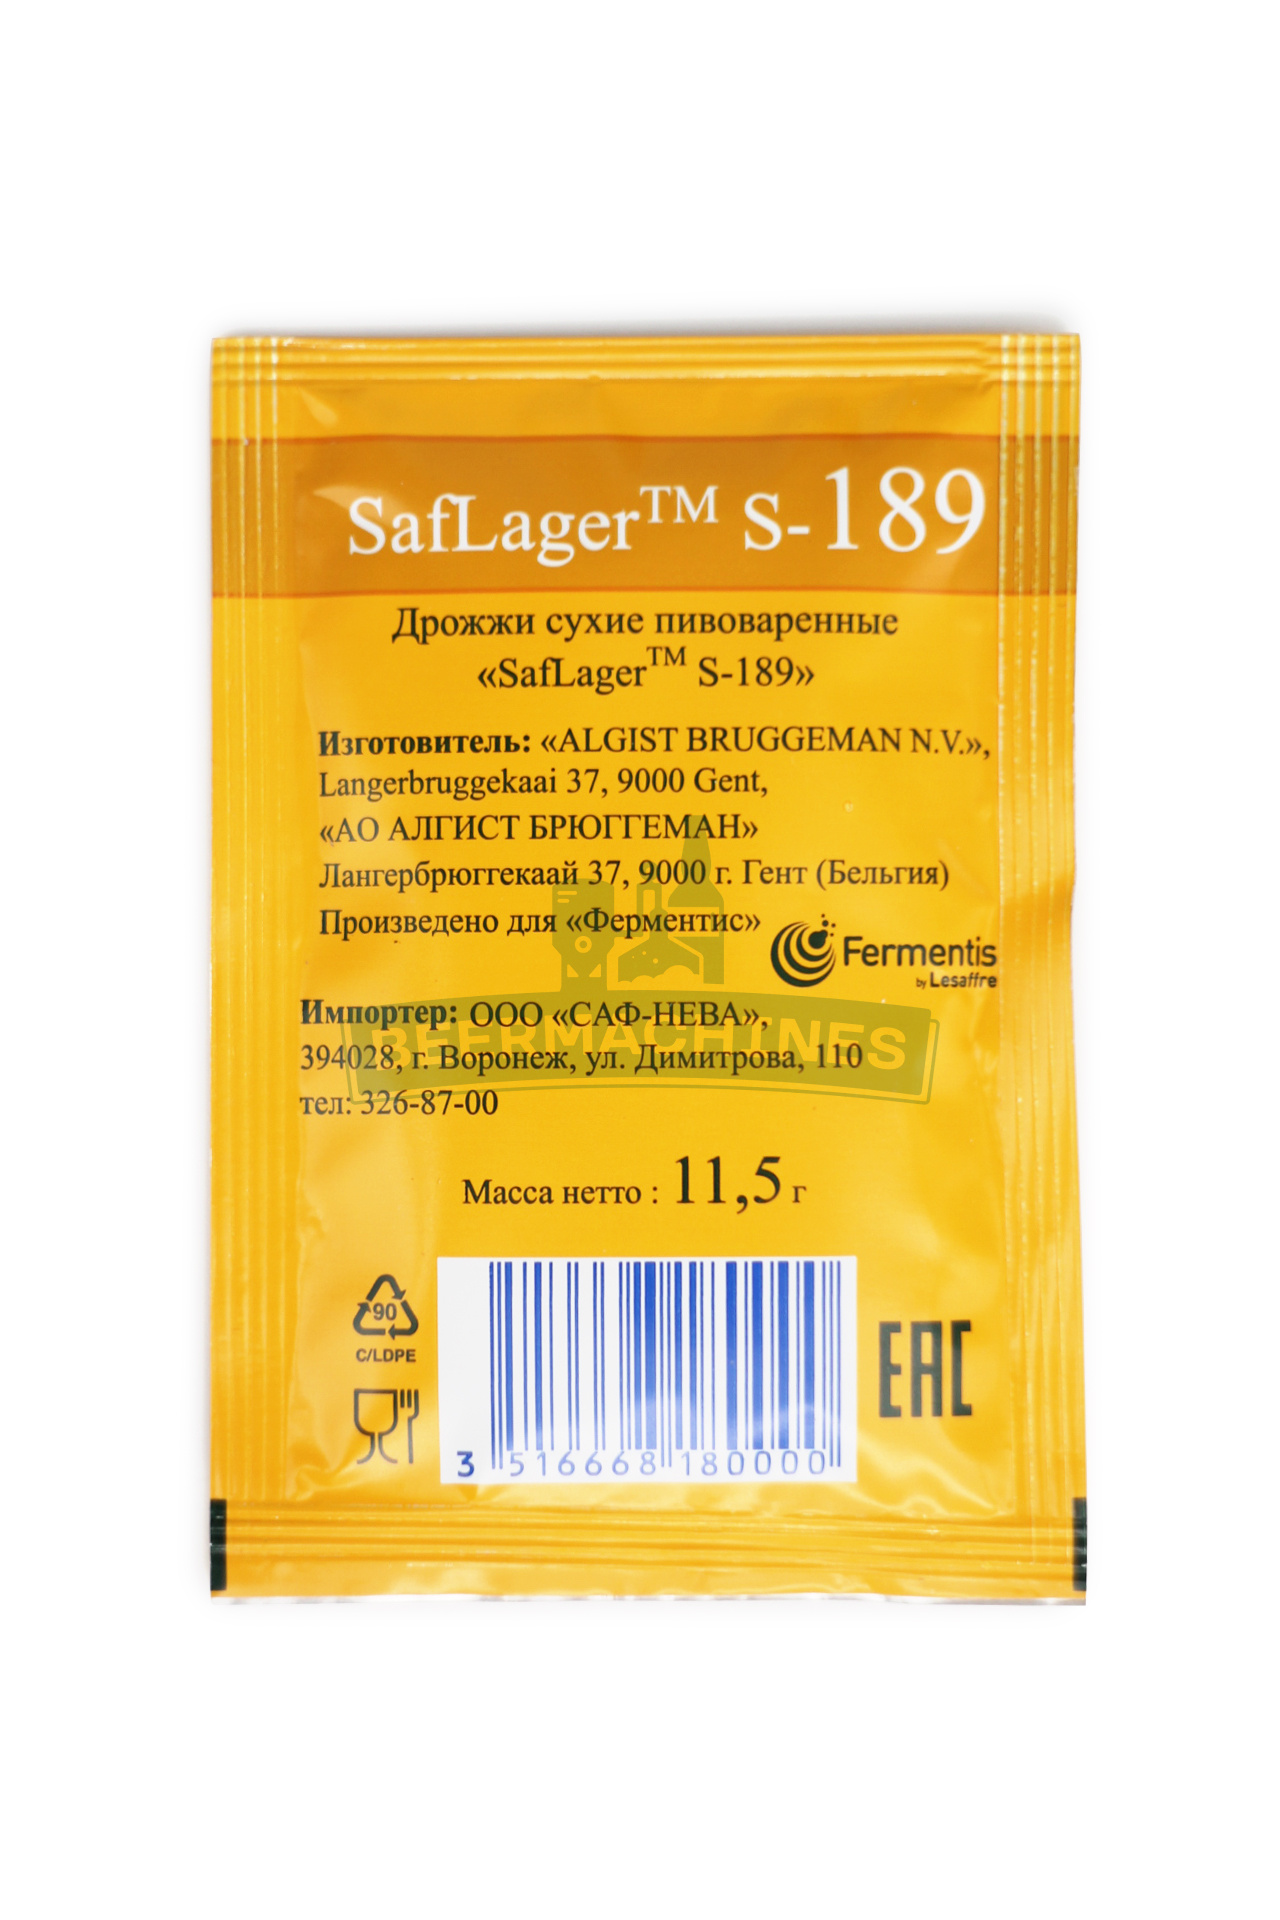 SafLager™ S-189
Дрожжи сухие пивоваренные
«SafLager™ S-189»
Изготовитель: «ALGIST BRUGGEMAN N.V.»,
Langerbruggekaai 37, 9000 Gent,
«АО АЛГИСТ БРЮГГЕМАН»
Лангербрюггекаай 37, 9000 г. Гент (Бельгия)
Произведено для «Ферментис»
Fermentis
by Lesaffre
Импортер: ООО «САФ-НЕВА»,
BEERMACHINES
394028, г. Воронеж, ул. Димитрова, 110
тел: 326-87-00
Масса нетто : 11,5 г
90
C/LDPE
EAC
3 516668 180000